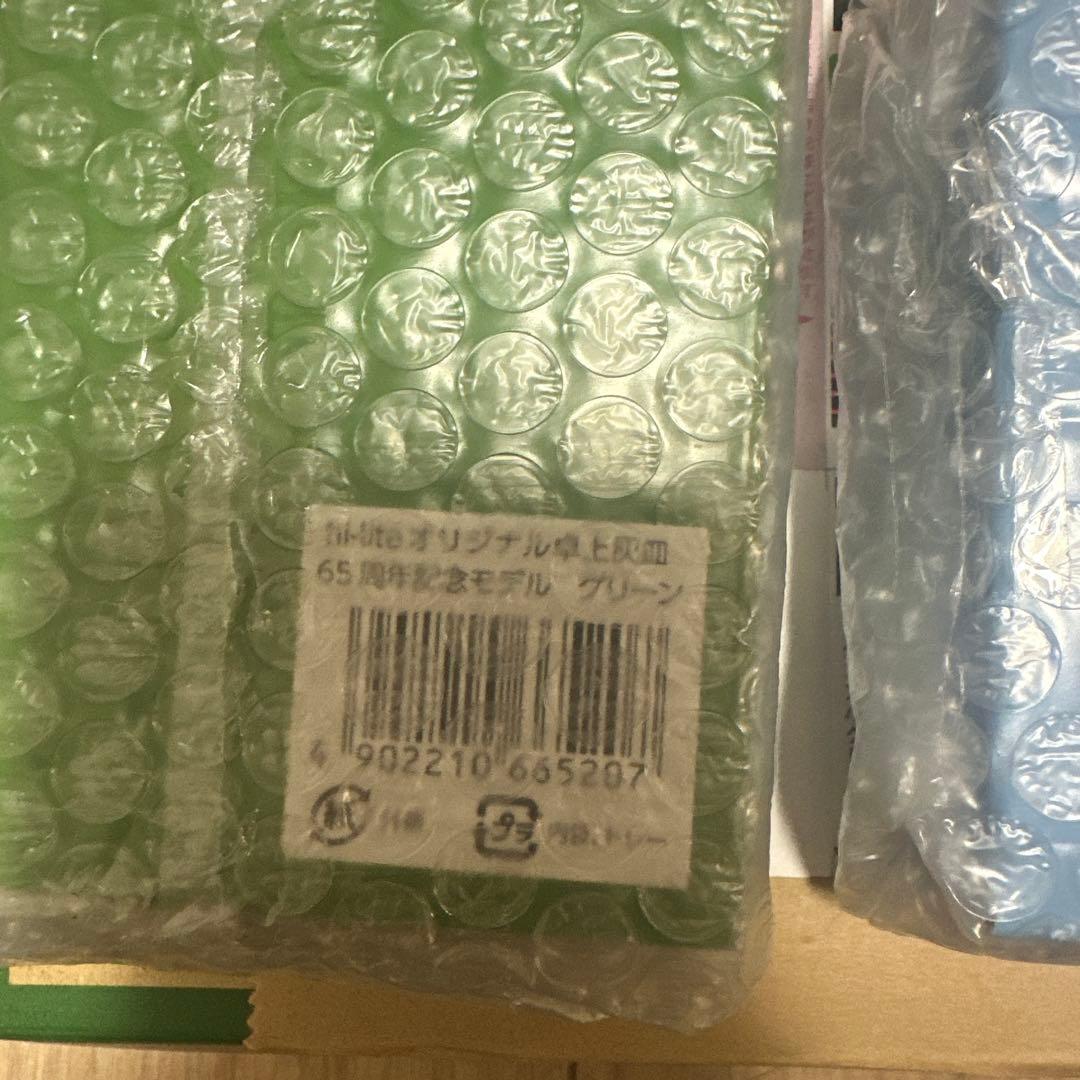 hi-liteオリジナル卓上灰皿
65周年記念モデル グリーン
4 902210 665207
紙 外箱
プラ 内袋、トレー